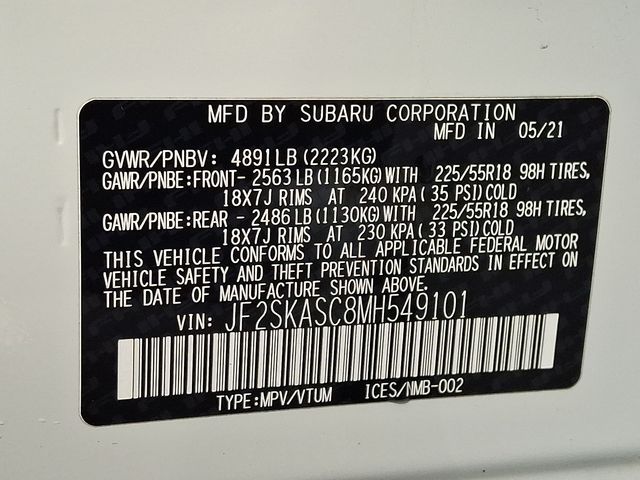 MFD BY SUBARU CORPORATION
MFD IN 05/21
GVWR/PNBV: 4891LB(2223KG)
GAWR/PNBE:FRONT- 2563LB(1165KG)WITH 225/55R18 98H TIRES,
18X7J RIMS AT 240 KPA( 35 PSI)COLD
GAWR/PNBE:REAR - 2486LB(1130KG)WITH 225/55R18 98H TIRES,
18X7J RIMS AT 230 KPA( 33 PSI)COLD
THIS VEHICLE CONFORMS TO ALL APPLICABLE FEDERAL MOTOR
VEHICLE SAFETY AND THEFT PREVENTION STANDARDS IN EFFECT ON
THE DATE OF MANUFACTURE SHOWN ABOVE.
VIN: JF2SKASC8MH549101
TYPE:MPV/VTUM ICES/NMB-002